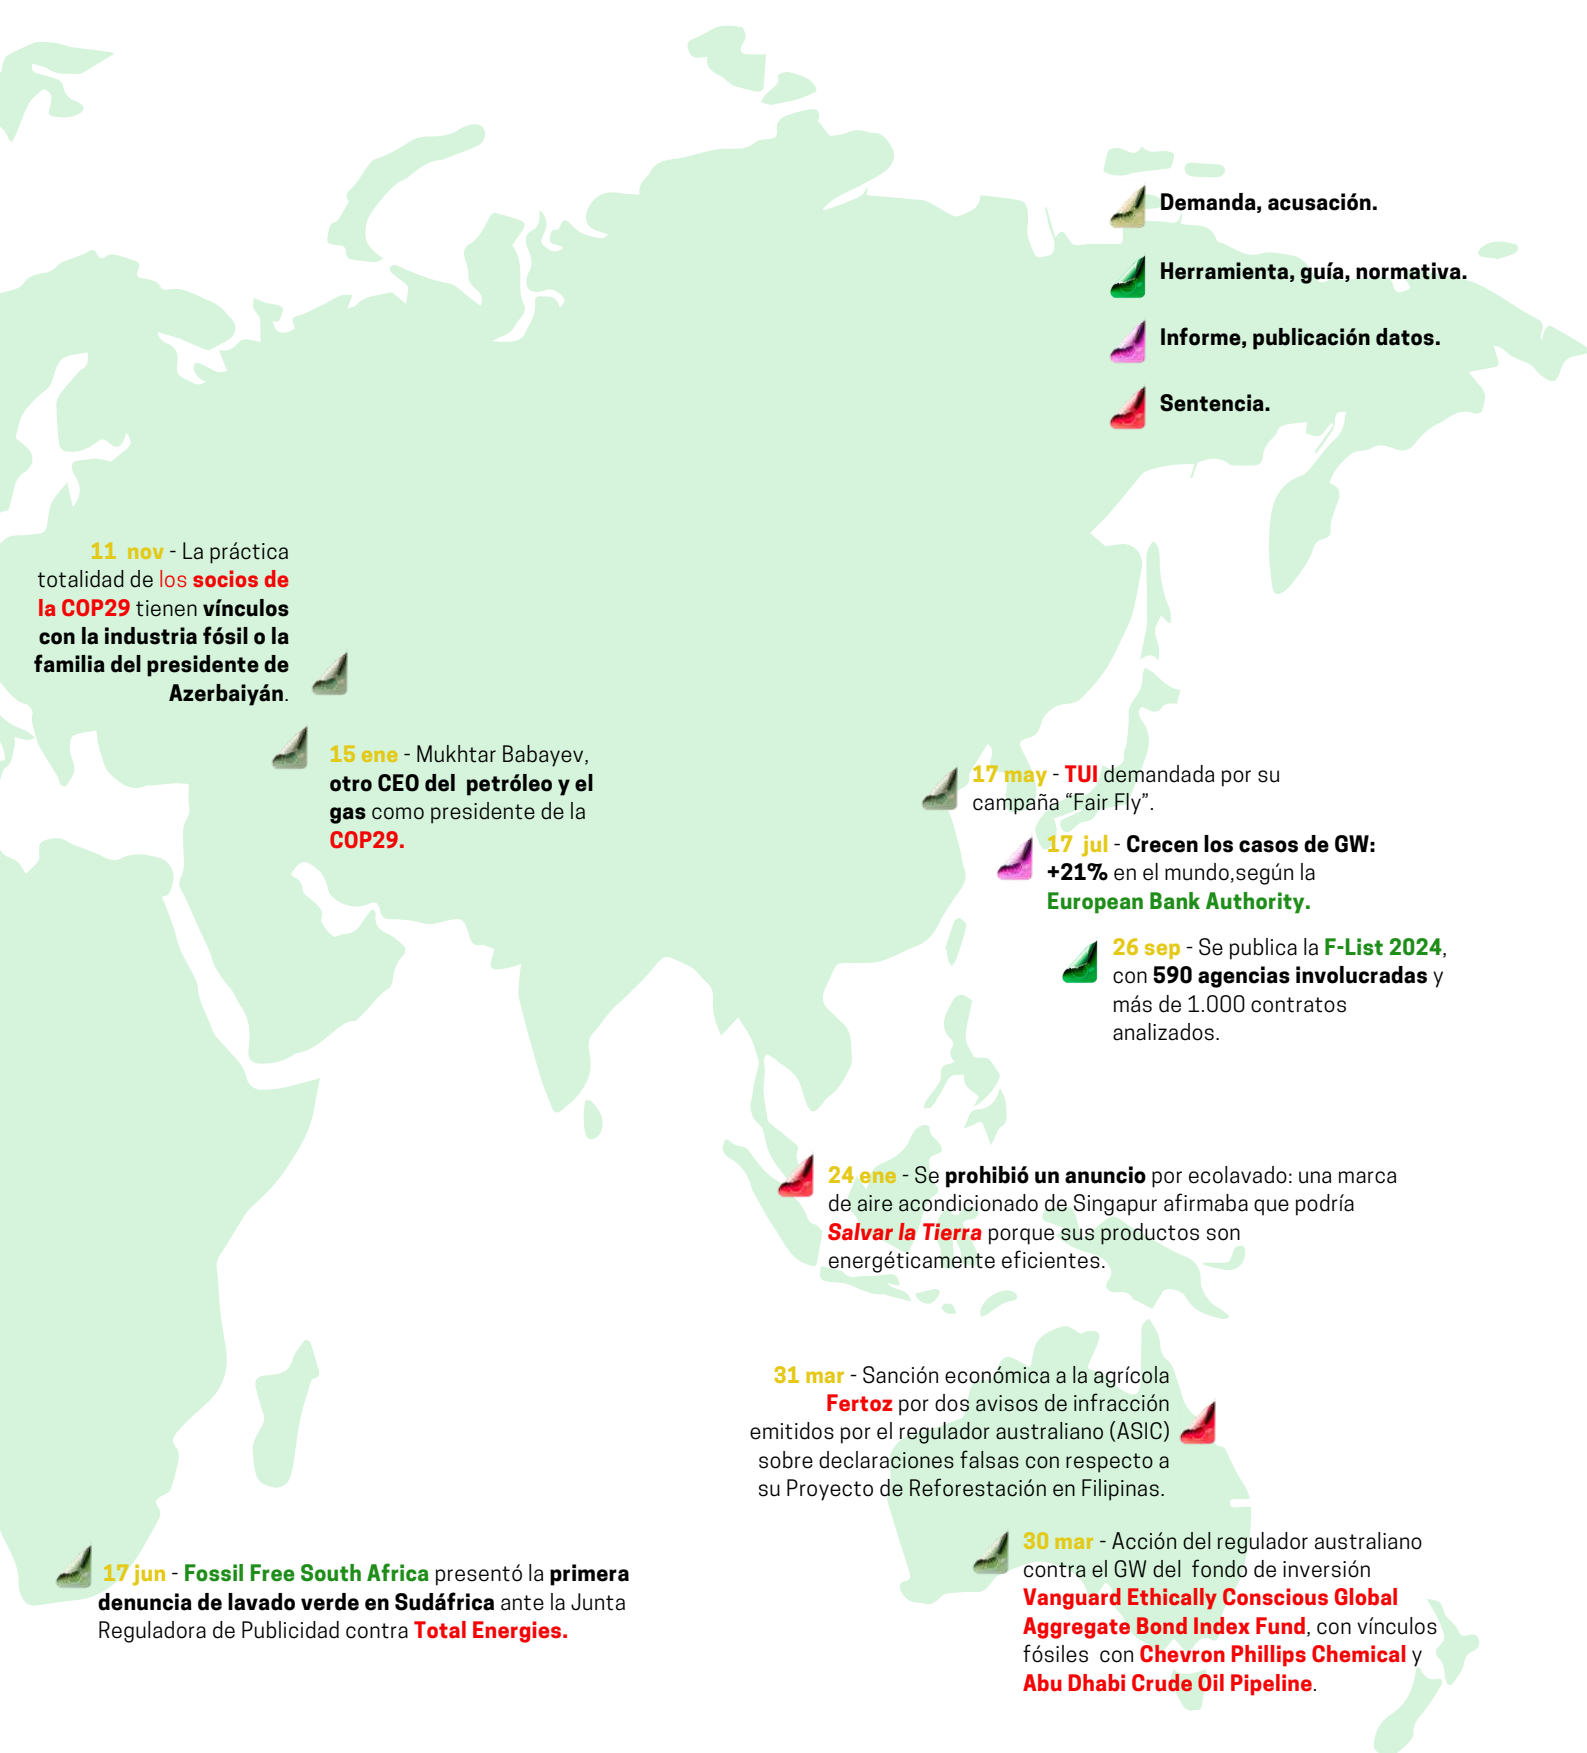 Demanda, acusación.
Herramienta, guía, normativa.
Informe, publicación datos.
Sentencia.
11  nov - La práctica
totalidad de los socios de
la COP29 tienen vínculos
con la industria fósil o la
familia del presidente de
Azerbaiyán.
15 ene - Mukhtar Babayev,
otro CEO del  petróleo y el
gas como presidente de la
COP29.
17 may - TUI demandada por su
campaña “Fair Fly”.
17  jul - Crecen los casos de GW:
+21% en el mundo,según la
European Bank Authority.
26 sep - Se publica la F-List 2024,
con 590 agencias involucradas y
más de 1.000 contratos
analizados.
24 ene - Se prohibió un anuncio por ecolavado: una marca
de aire acondicionado de Singapur afirmaba que podría
Salvar la Tierra porque sus productos son
energéticamente eficientes.
31 mar - Sanción económica a la agrícola
Fertoz por dos avisos de infracción
emitidos por el regulador australiano (ASIC)
sobre declaraciones falsas con respecto a
su Proyecto de Reforestación en Filipinas.
30 mar - Acción del regulador australiano
contra el GW del  fondo de inversión
Vanguard Ethically Conscious Global
Aggregate Bond Index Fund, con vínculos
fósiles  con Chevron Phillips Chemical y
Abu Dhabi Crude Oil Pipeline.
17 jun - Fossil Free South Africa presentó la primera
denuncia de lavado verde en Sudáfrica ante la Junta
Reguladora de Publicidad contra Total Energies.